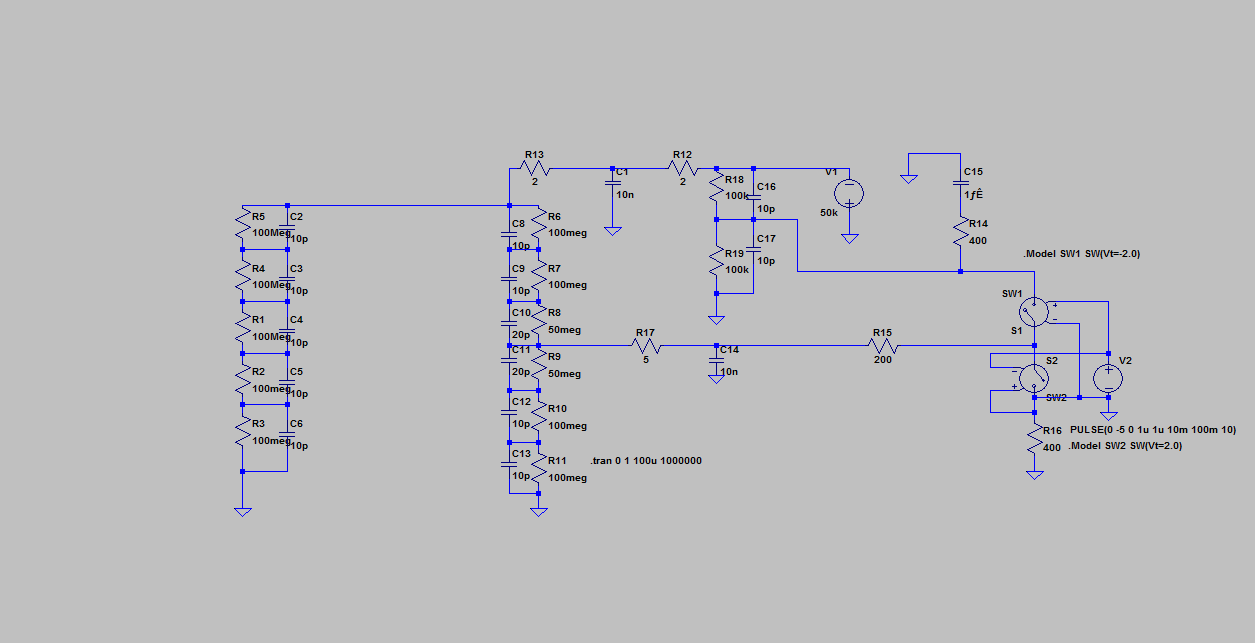 R13
2
C1
10n
R12
2
R18
100k
C16
10p
V1
50k
C15
1ƒÊ
R14
400
R5
100Meg
C2
10p
C8
10p
R6
100meg
C17
10p
R19
100k
.Model SW1 SW(Vt=-2.0)
R4
100Meg
C3
10p
C9
10p
R7
100meg
SW1
+
−
S1
R1
100Meg
C4
10p
C10
20p
R8
50meg
R17
5
C14
10n
R15
200
C11
20p
R9
50meg
S2
−
+
SW2
V2
+
−
R2
100meg
C5
10p
C12
10p
R10
100meg
R3
100meg
C6
10p
C13
10p
R11
100meg
.tran 0 1 100u 1000000
R16
400
PULSE(0 -5 0 1u 1u 10m 100m 10)
.Model SW2 SW(Vt=2.0)